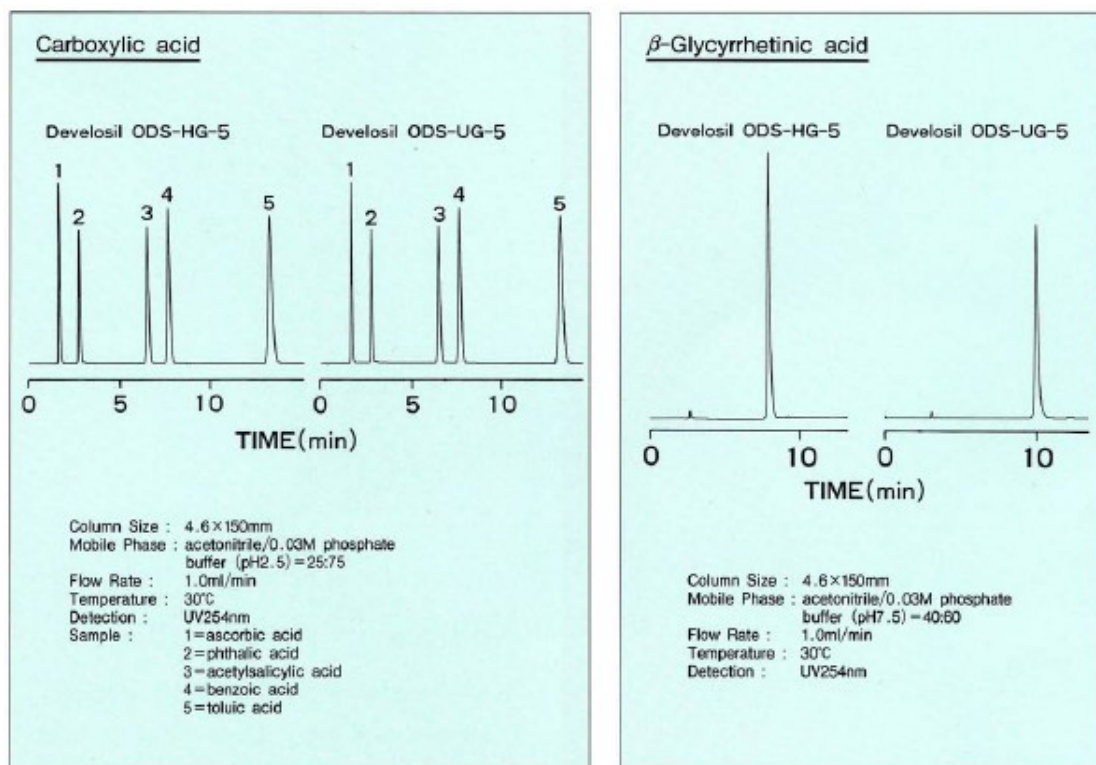 Carboxylic acid
Develosil ODS-HG-5 Develosil ODS-UG-5
1 2 3 4 5 1 2 3 4 5
0 5 10 0 5 10
TIME(min)
Column Size : 4.6×150mm
Mobile Phase : acetonitrile/0.03M phosphate
buffer (pH2.5)=25:75
Flow Rate : 1.0ml/min
Temperature : 30℃
Detection : UV254nm
Sample : 1=ascorbic acid
2=phthalic acid
3=acetylsalicylic acid
4=benzoic acid
5=toluic acid
β-Glycyrrhetinic acid
Develosil ODS-HG-5 Develosil ODS-UG-5
0 10 0 10
TIME(min)
Column Size : 4.6×150mm
Mobile Phase : acetonitrile/0.03M phosphate
buffer (pH7.5)=40:60
Flow Rate : 1.0ml/min
Temperature : 30℃
Detection : UV254nm